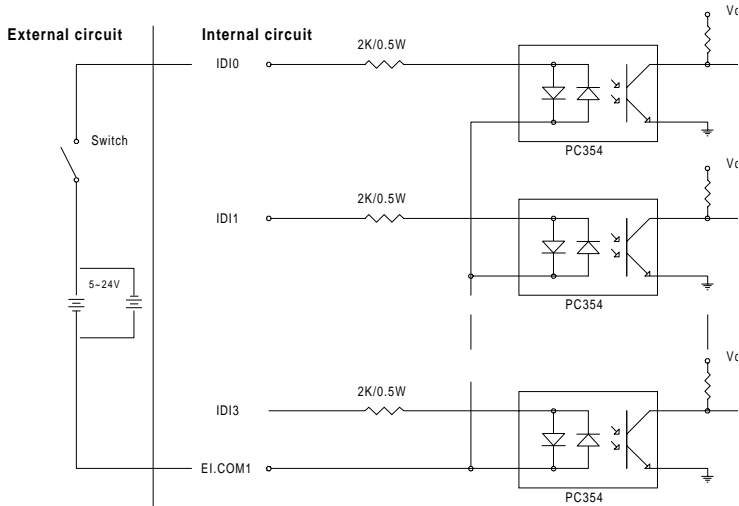 External circuit
Internal circuit
IDI0
2K/0.5W
Switch
PC354
IDI1
2K/0.5W
5~24V
PC354
IDI3
2K/0.5W
EI.COM1
PC354